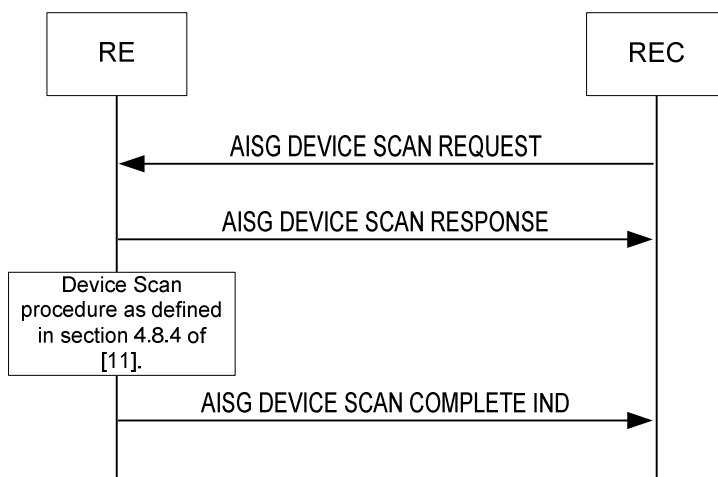 RE
REC
AISG DEVICE SCAN REQUEST
AISG DEVICE SCAN RESPONSE
Device Scan
procedure as defined
in section 4.8.4 of
[11].
AISG DEVICE SCAN COMPLETE IND